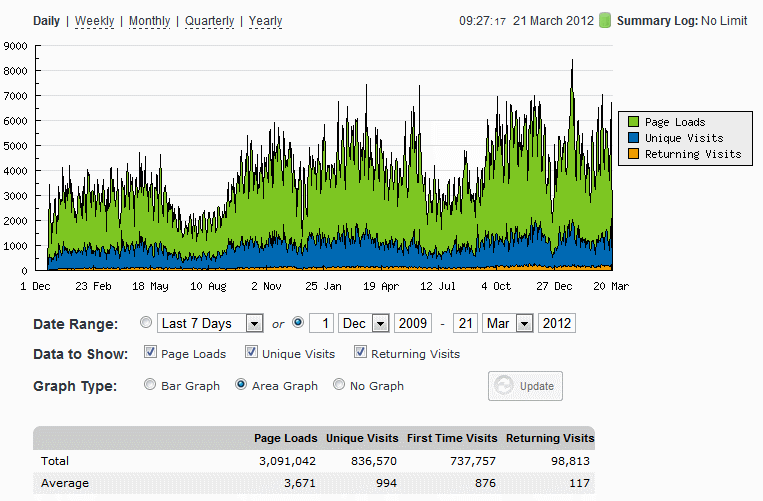 Daily | Weekly | Monthly | Quarterly | Yearly 09:27:17 21 March 2012 Summary Log: No Limit
9000
8000
7000
6000
5000
4000
3000
2000
1000
0
Page Loads
Unique Visits
Returning Visits
1 Dec 23 Feb 18 May 10 Aug 2 Nov 25 Jan 19 Apr 12 Jul 4 Oct 27 Dec 20 Mar
Date Range: Last 7 Days or 1 Dec 2009 - 21 Mar 2012
Data to Show: Page Loads Unique Visits Returning Visits
Graph Type: Bar Graph Area Graph No Graph Update
Page Loads Unique Visits First Time Visits Returning Visits
Total 3,091,042 836,570 737,757 98,813
Average 3,671 994 876 117